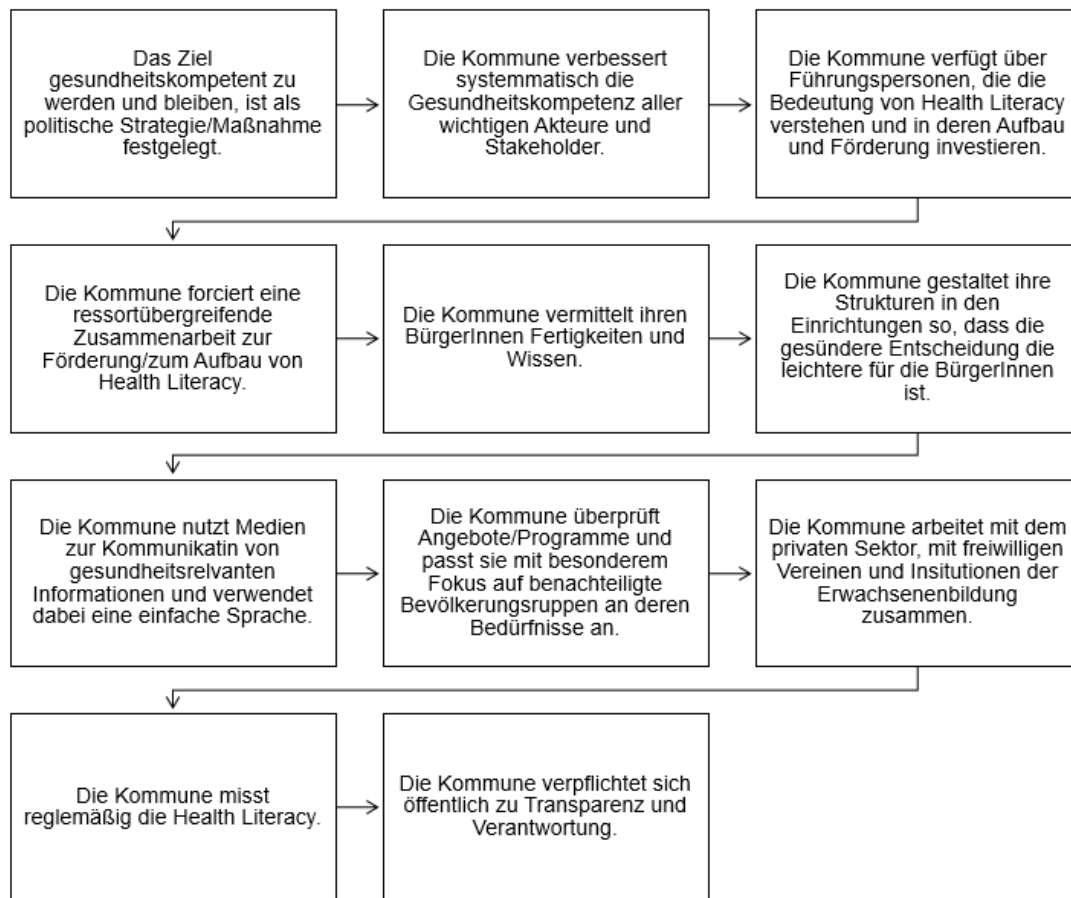 Das Ziel
gesundheitskompetent zu
werden und bleiben, ist als
politische Strategie/Maßnahme
festgelegt.
Die Kommune verbessert
systemmatisch die
Gesundheitskompetenz aller
wichtigen Akteure und
Stakeholder.
Die Kommune verfügt über
Führungspersonen, die die
Bedeutung von Health Literacy
verstehen und in deren Aufbau
und Förderung investieren.
Die Kommune forciert eine
ressortübergreifende
Zusammenarbeit zur
Förderung/zum Aufbau von
Health Literacy.
Die Kommune vermittelt ihren
BürgerInnen Fertigkeiten und
Wissen.
Die Kommune gestaltet ihre
Strukturen in den
Einrichtungen so, dass die
gesündere Entscheidung die
leichtere für die BürgerInnen
ist.
Die Kommune nutzt Medien
zur Kommunikatin von
gesundheitsrelevanten
Informationen und verwendet
dabei eine einfache Sprache.
Die Kommune überprüft
Angebote/Programme und
passt sie mit besonderem
Fokus auf benachteiligte
Bevölkerungsruppen an deren
Bedürfnisse an.
Die Kommune arbeitet mit dem
privaten Sektor, mit freiwilligen
Vereinen und Insitutionen der
Erwachsenenbildung
zusammen.
Die Kommune misst
reglemäßig die Health Literacy.
Die Kommune verpflichtet sich
öffentlich zu Transparenz und
Verantwortung.